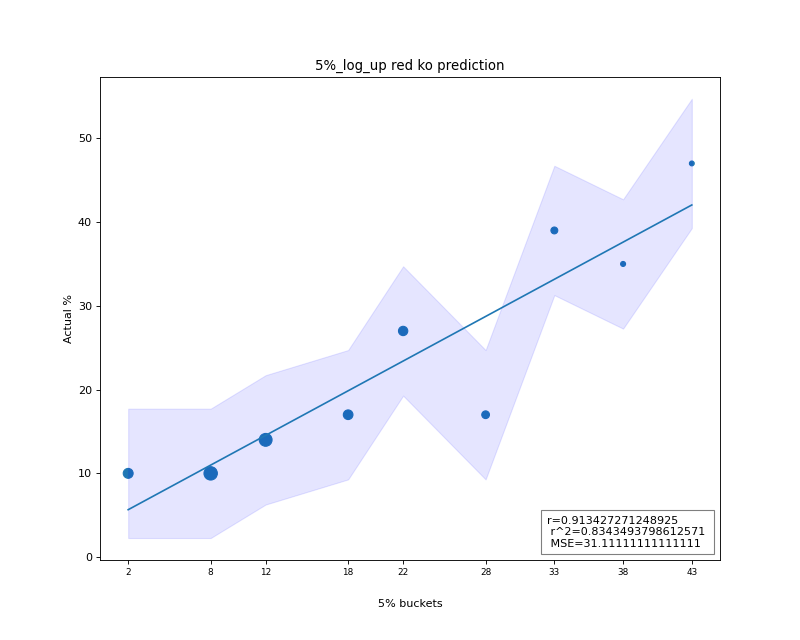 5%_log_up red ko prediction
50
40
30
20
10
0
Actual %
2 8 12 18 22 28 33 38 43
5% buckets
r=0.913427271248925
r^2=0.8343493798612571
MSE=31.11111111111111